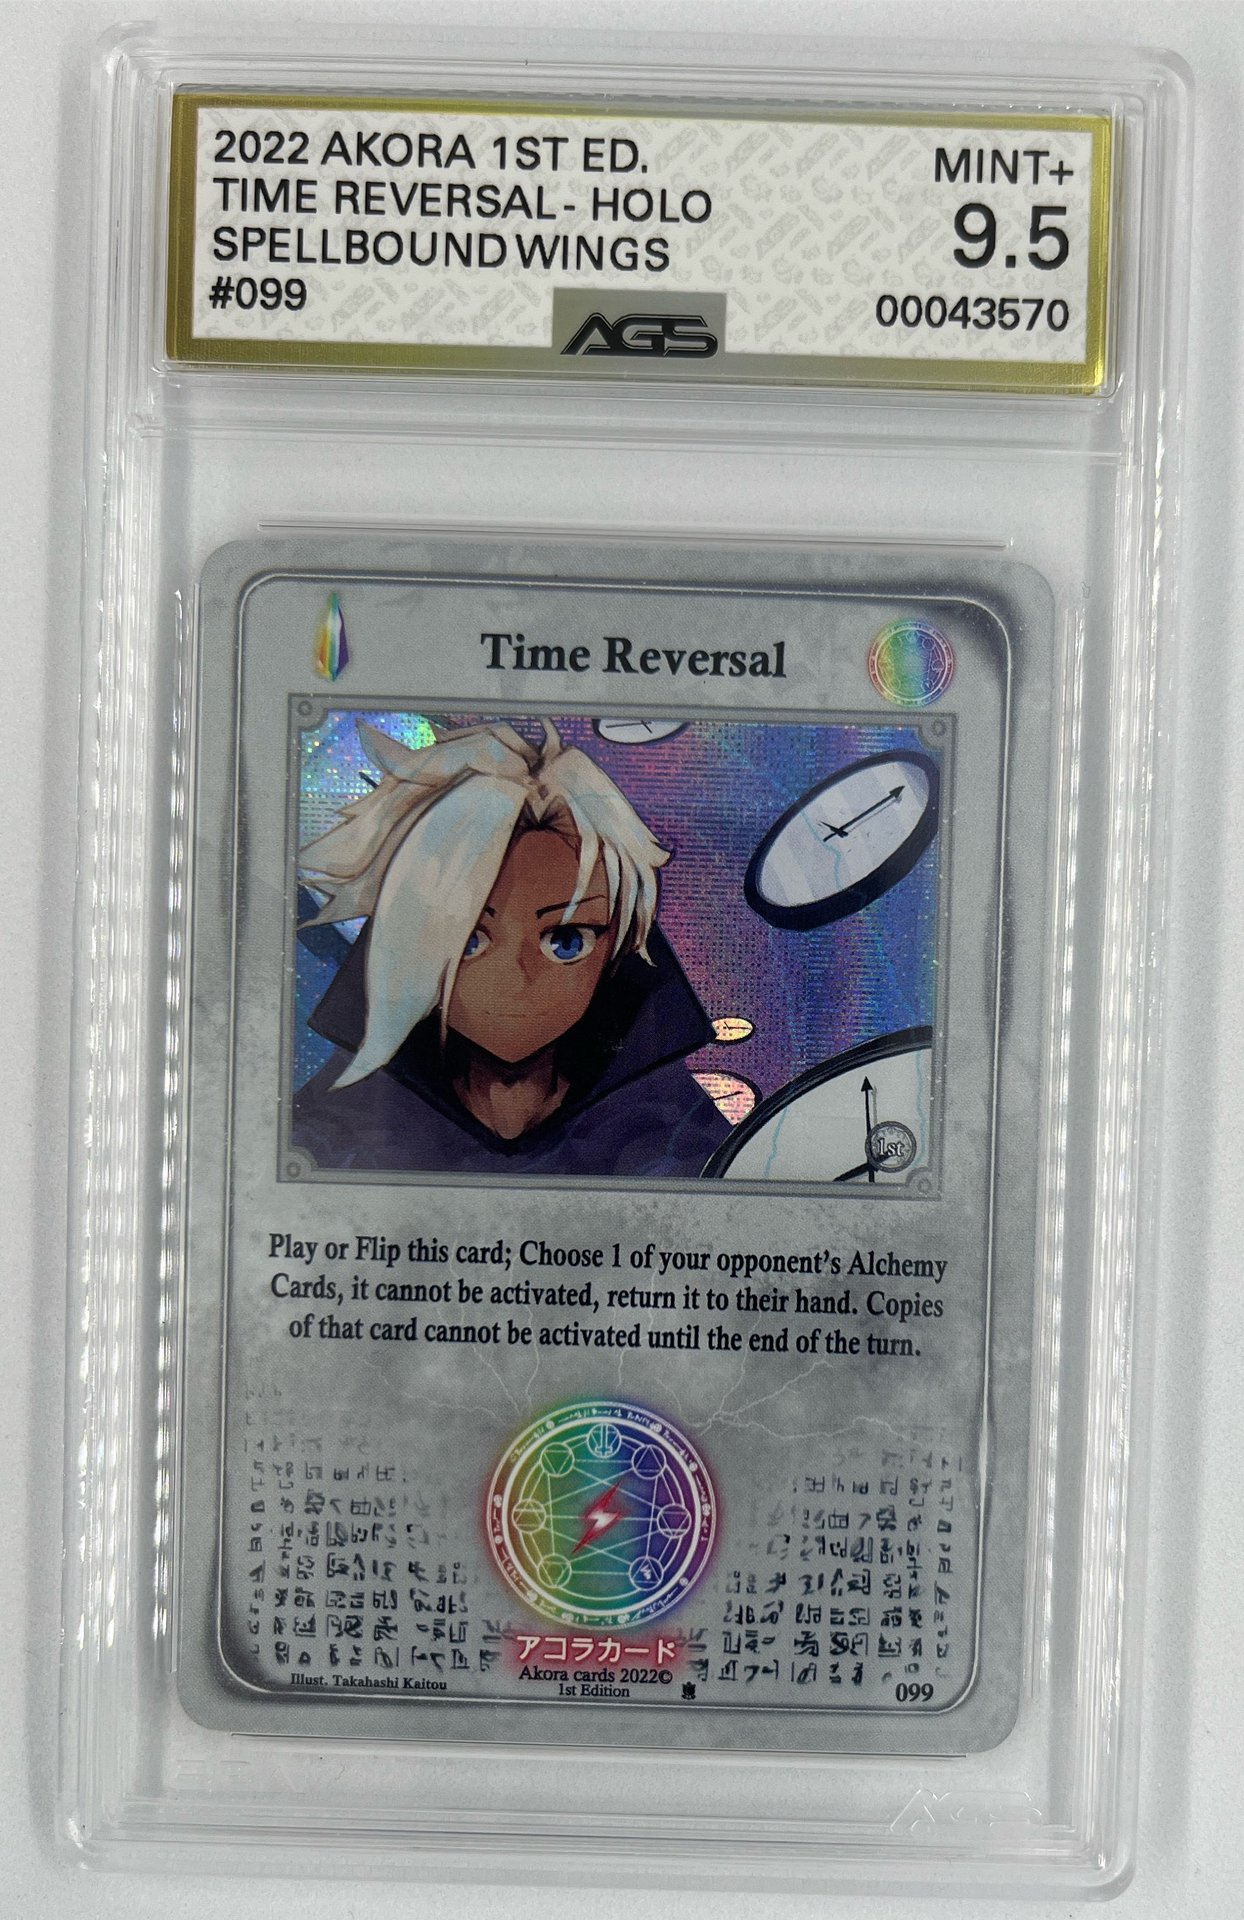 2022 AKORA 1ST ED.
TIME REVERSAL - HOLO
SPELLBOUND WINGS
#099
MINT+
9.5
00043570
AGS
Time Reversal
1st
Play or Flip this card; Choose 1 of your opponent's Alchemy
Cards, it cannot be activated, return it to their hand. Copies
of that card cannot be activated until the end of the turn.
アコラカード
Illust. Takahashi Kaitou
Akora cards 2022©
1st Edition
099
AGS